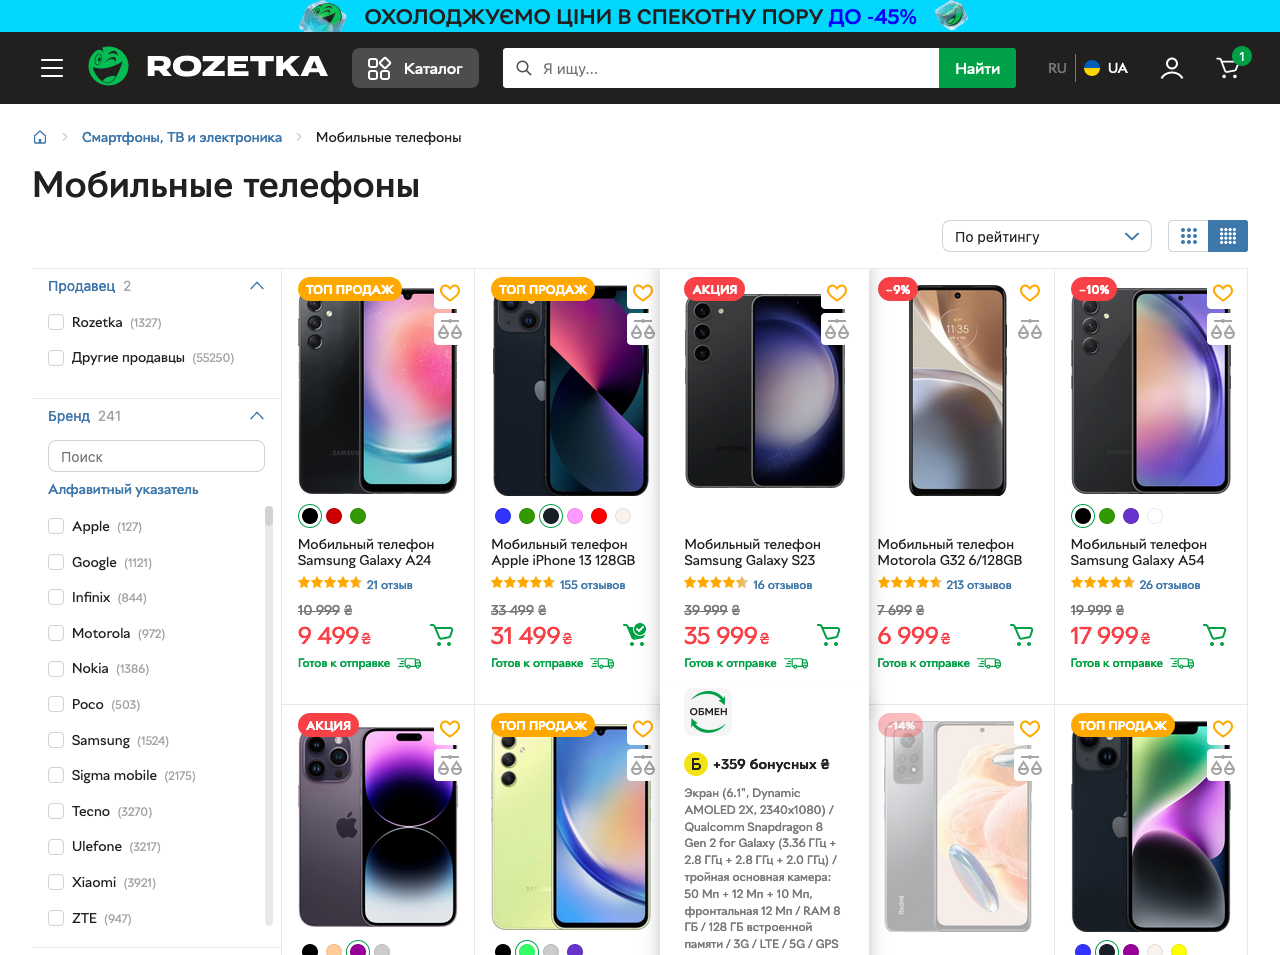 ОХОЛОДЖУЄМО ЦІНИ В СПЕКОТНУ ПОРУ ДО -45%
ROZETKA
Каталог
Я ищу...
Найти
RU
UA
1
Смартфоны, ТВ и электроника
Мобильные телефоны
Мобильные телефоны
По рейтингу
Продавец 2
Rozetka (1327)
Другие продавцы (55250)
Бренд 241
Поиск
Алфавитный указатель
Apple (127)
Google (1121)
Infinix (844)
Motorola (972)
Nokia (1386)
Poco (503)
Samsung (1524)
Sigma mobile (2175)
Tecno (3270)
Ulefone (3217)
Xiaomi (3921)
ZTE (947)
ТОП ПРОДАЖ
SAMSUNG
Мобильный телефон
Samsung Galaxy A24
21 отзыв
10 999 ₴
9 499 ₴
Готов к отправке
ТОП ПРОДАЖ
Мобильный телефон
Apple iPhone 13 128GB
155 отзывов
33 499 ₴
31 499 ₴
Готов к отправке
АКЦИЯ
SAMSUNG
Мобильный телефон
Samsung Galaxy S23
16 отзывов
39 999 ₴
35 999 ₴
Готов к отправке
ОБМЕН
Б +359 бонусных ₴
Экран (6.1", Dynamic
AMOLED 2X, 2340x1080) /
Qualcomm Snapdragon 8
Gen 2 for Galaxy (3.36 ГГц +
2.8 ГГц + 2.8 ГГц + 2.0 ГГц) /
тройная основная камера:
50 Мп + 12 Мп + 10 Мп,
фронтальная 12 Мп / RAM 8
ГБ / 128 ГБ встроенной
памяти / 3G / LTE / 5G / GPS
-9%
11:35
Мобильный телефон
Motorola G32 6/128GB
213 отзывов
7 699 ₴
6 999 ₴
Готов к отправке
-10%
SAMSUNG
Мобильный телефон
Samsung Galaxy A54
26 отзывов
19 999 ₴
17 999 ₴
Готов к отправке
АКЦИЯ
ТОП ПРОДАЖ
-14%
Redmi
ТОП ПРОДАЖ